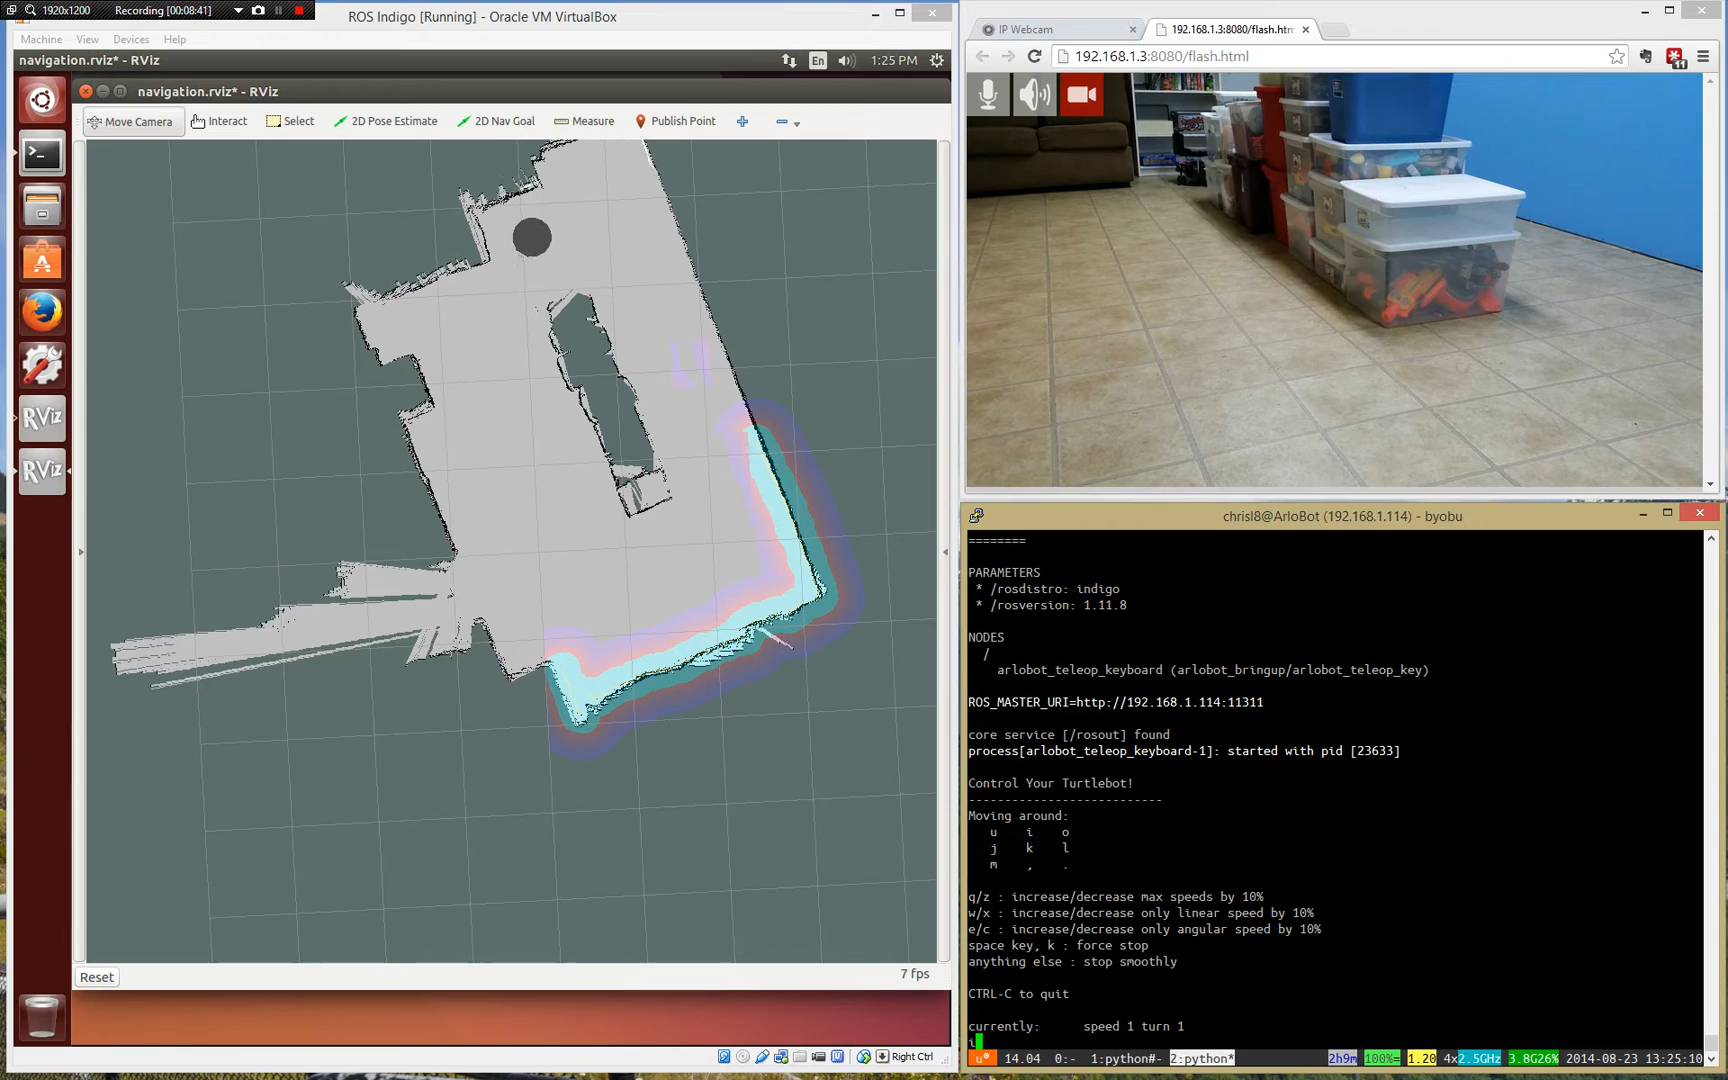 1920x1200
Recording [00:08:41]
ROS Indigo [Running] - Oracle VM VirtualBox
Machine View Devices Help
navigation.rviz* - RViz
En
1:25 PM
navigation.rviz* - RViz
Move Camera
Interact
Select
2D Pose Estimate
2D Nav Goal
Measure
Publish Point
RViz
RViz
Reset
7 fps
Right Ctrl
IP Webcam
192.168.1.3:8080/flash.htm
192.168.1.3:8080/flash.html
11
chrisl8@ArloBot (192.168.1.114) - byobu
========
PARAMETERS
* /rosdistro: indigo
* /rosversion: 1.11.8
NODES
/
arlobot_teleop_keyboard (arlobot_bringup/arlobot_teleop_key)
ROS_MASTER_URI=http://192.168.1.114:11311
core service [/rosout] found
process[arlobot_teleop_keyboard-1]: started with pid [23633]
Control Your Turtlebot!
---------------------------
Moving around:
u i o
j k l
m , .
q/z : increase/decrease max speeds by 10%
w/x : increase/decrease only linear speed by 10%
e/c : increase/decrease only angular speed by 10%
space key, k : force stop
anything else : stop smoothly
CTRL-C to quit
currently: speed 1 turn 1
i
u* 14.04 0:- 1:python#- 2:python* 2h9m 100%= 1.20 4x2.5GHz 3.8G26% 2014-08-23 13:25:10